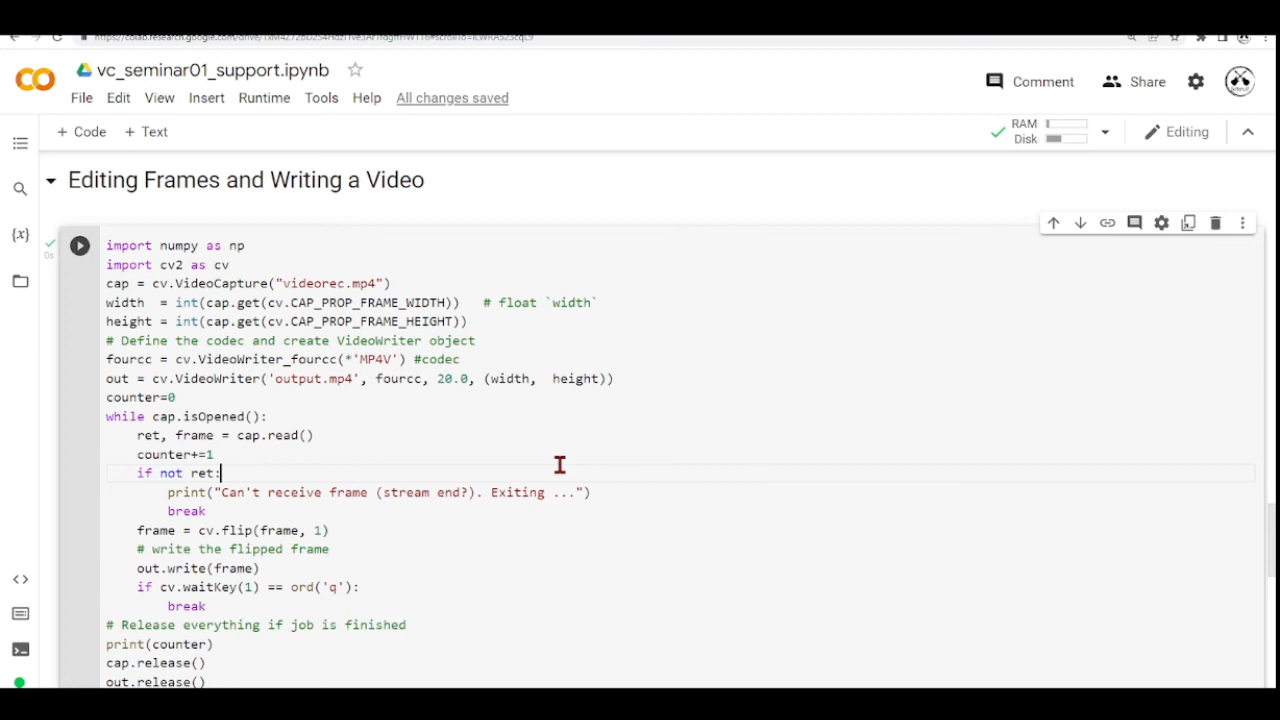 vc_seminar01_support.ipynb
File Edit View Insert Runtime Tools Help All changes saved
Comment
Share
+ Code + Text
RAM
Disk
Editing
Editing Frames and Writing a Video
{x}
0s
import numpy as np
import cv2 as cv
cap = cv.VideoCapture("videorec.mp4")
width  = int(cap.get(cv.CAP_PROP_FRAME_WIDTH))   # float `width`
height = int(cap.get(cv.CAP_PROP_FRAME_HEIGHT))
# Define the codec and create VideoWriter object
fourcc = cv.VideoWriter_fourcc(*'MP4V') #codec
out = cv.VideoWriter('output.mp4', fourcc, 20.0, (width,  height))
counter=0
while cap.isOpened():
    ret, frame = cap.read()
    counter+=1
    if not ret:
        print("Can't receive frame (stream end?). Exiting ...")
        break
    frame = cv.flip(frame, 1)
    # write the flipped frame
    out.write(frame)
    if cv.waitKey(1) == ord('q'):
        break
# Release everything if job is finished
print(counter)
cap.release()
out.release()